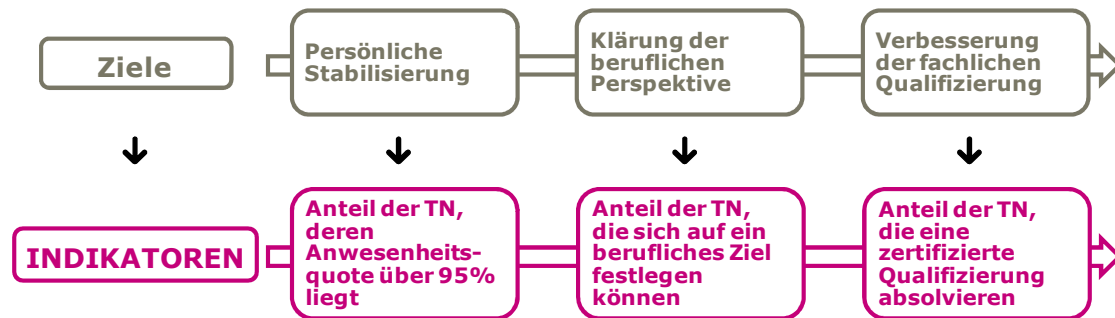 Ziele
Persönliche
Stabilisierung
Klärung der
beruflichen
Perspektive
Verbesserung
der fachlichen
Qualifizierung
INDIKATOREN
Anteil der TN,
deren
Anwesenheits-
quote über 95%
liegt
Anteil der TN,
die sich auf ein
berufliches Ziel
festlegen
können
Anteil der TN,
die eine
zertifizierte
Qualifizierung
absolvieren